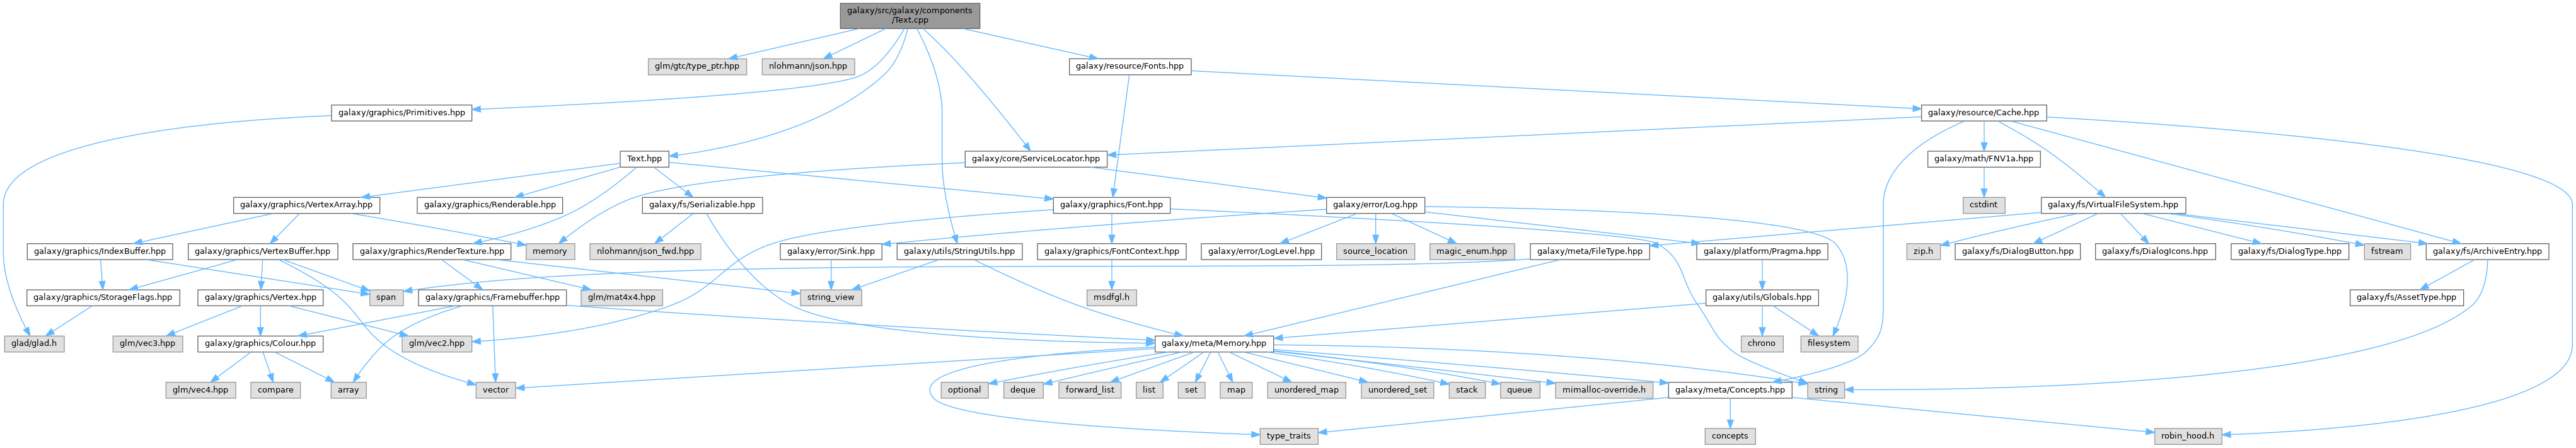 galaxy/src/galaxy/components
/Text.cpp
glm/gtc/type_ptr.hpp
nlohmann/json.hpp
galaxy/resource/Fonts.hpp
galaxy/graphics/Primitives.hpp
galaxy/resource/Cache.hpp
Text.hpp
galaxy/core/ServiceLocator.hpp
galaxy/math/FNV1a.hpp
galaxy/graphics/VertexArray.hpp
galaxy/graphics/Renderable.hpp
galaxy/fs/Serializable.hpp
galaxy/graphics/Font.hpp
galaxy/error/Log.hpp
cstdint
galaxy/fs/VirtualFileSystem.hpp
galaxy/graphics/IndexBuffer.hpp
galaxy/graphics/VertexBuffer.hpp
galaxy/graphics/RenderTexture.hpp
memory
nlohmann/json_fwd.hpp
galaxy/error/Sink.hpp
galaxy/utils/StringUtils.hpp
galaxy/graphics/FontContext.hpp
galaxy/error/LogLevel.hpp
source_location
magic_enum.hpp
galaxy/platform/Pragma.hpp
galaxy/meta/FileType.hpp
zip.h
galaxy/fs/DialogButton.hpp
galaxy/fs/DialogIcons.hpp
galaxy/fs/DialogType.hpp
fstream
galaxy/fs/ArchiveEntry.hpp
galaxy/graphics/StorageFlags.hpp
galaxy/graphics/Vertex.hpp
span
galaxy/graphics/Framebuffer.hpp
glm/mat4x4.hpp
string_view
msdfgl.h
galaxy/utils/Globals.hpp
galaxy/fs/AssetType.hpp
glad/glad.h
glm/vec3.hpp
galaxy/graphics/Colour.hpp
glm/vec2.hpp
galaxy/meta/Memory.hpp
chrono
filesystem
glm/vec4.hpp
compare
array
vector
optional
deque
forward_list
list
set
map
unordered_map
unordered_set
stack
queue
mimalloc-override.h
galaxy/meta/Concepts.hpp
string
type_traits
concepts
robin_hood.h